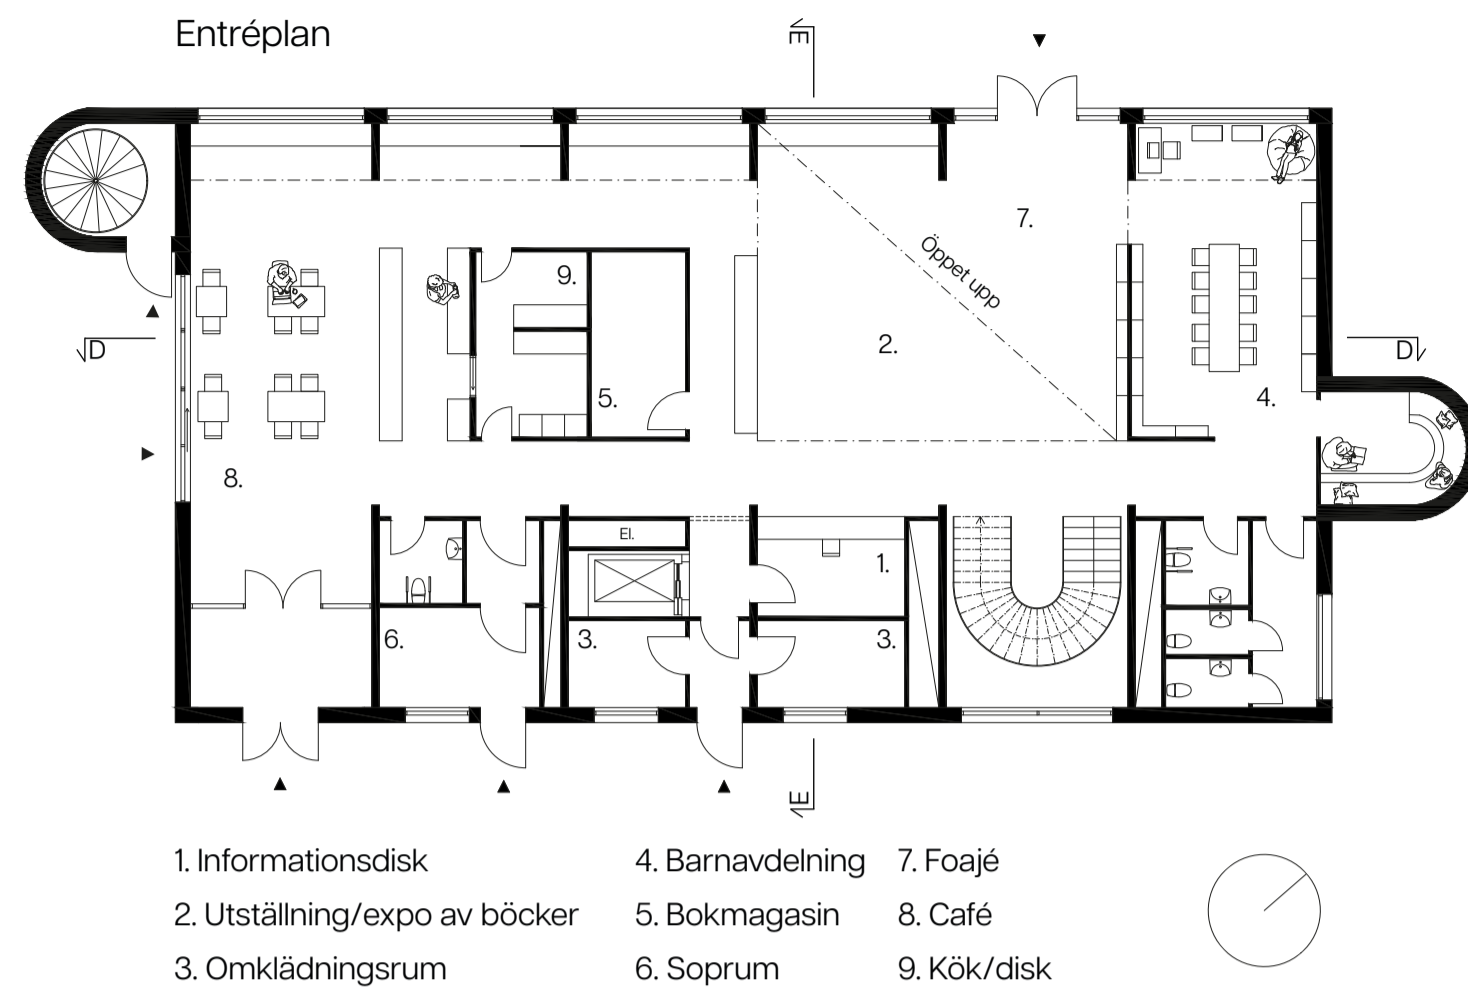 Entréplan
E
7.
Öppet upp
9.
2.
D
D
5.
4.
8.
El.
1.
6.
3.
3.
E
1. Informationsdisk
2. Utställning/expo av böcker
3. Omklädningsrum
4. Barnavdelning
5. Bokmagasin
6. Soprum
7. Foajé
8. Café
9. Kök/disk